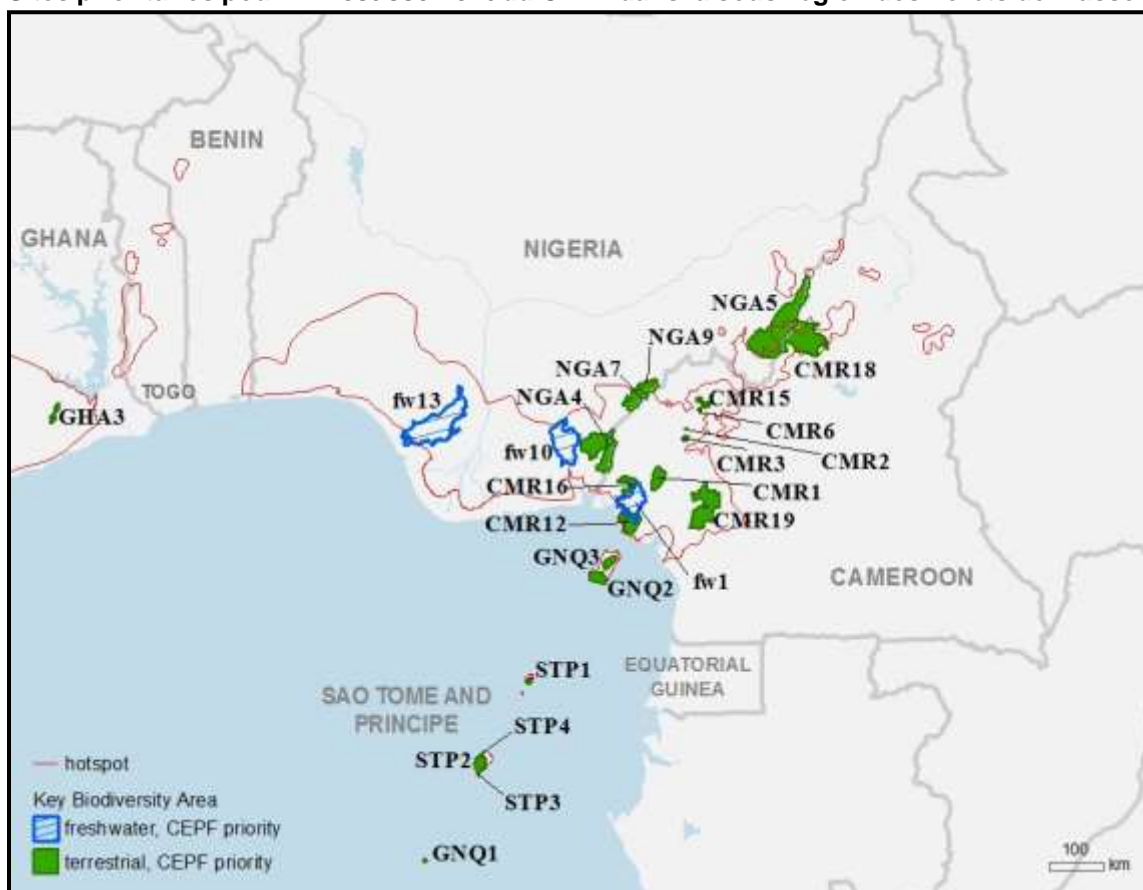 BENIN
GHANA
NIGERIA
NGA5
NGA9
NGA7
CMR18
TOGO
fw13
NGA4
CMR15
GHA3
CMR6
fw10
CMR3
CMR2
CMR16
CMR1
CMR12
CMR19
GNQ3
GNQ2
fw1
CAMEROON
STP1
EQUATORIAL
GUINEA
SAO TOME AND
PRINCIPE
STP4
STP2
STP3
hotspot
Key Biodiversity Area
freshwater, CEPF priority
terrestrial, CEPF priority
GNQ1
100
km